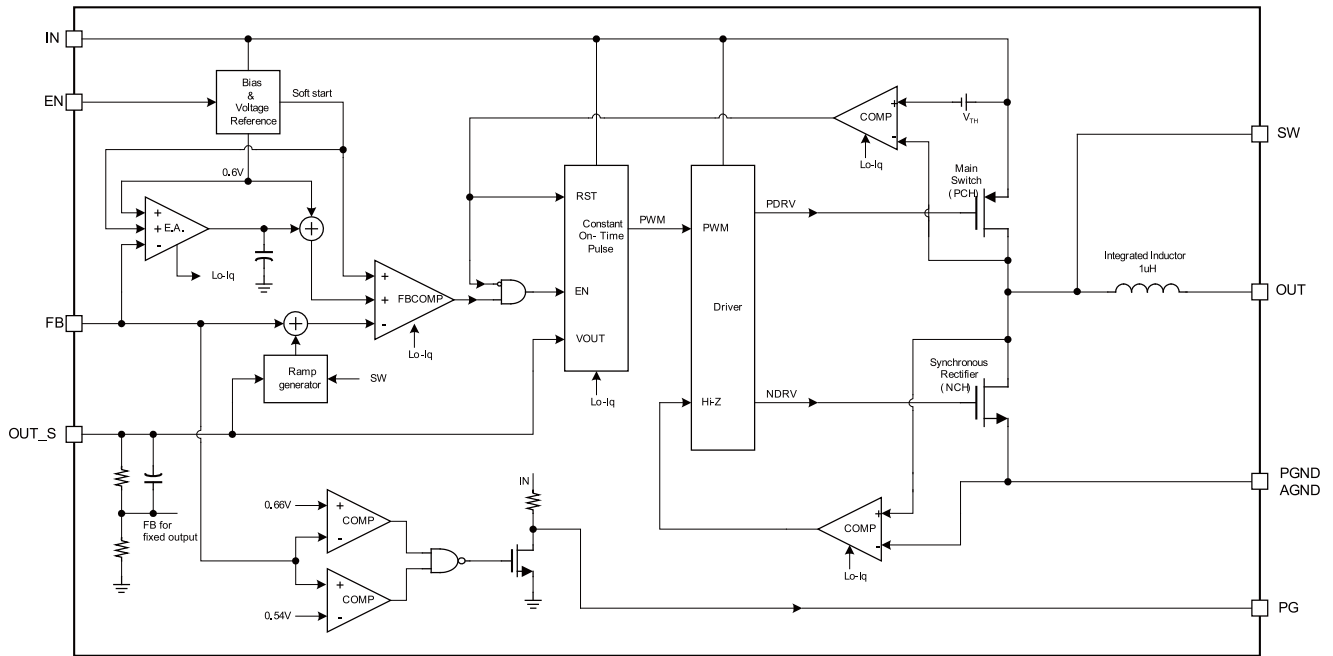 IN
EN
FB
OUT_S
Bias
&
Voltage
Reference
Soft start
0.6V
+
+
-
E.A.
Lo-Iq
+
+
+
+
-
FBCOMP
Lo-Iq
+
Ramp
generator
SW
FB for
fixed output
RST
Constant
On- Time
Pulse
EN
VOUT
Lo-Iq
PWM
PWM
Driver
Hi-Z
PDRV
NDRV
COMP
+
-
Lo-Iq
VTH
Main
Switch
(PCH)
Synchronous
Rectifier
(NCH)
Integrated Inductor
1uH
COMP
+
-
Lo-Iq
0.66V
+
-
COMP
0.54V
+
-
COMP
IN
SW
OUT
PGND
AGND
PG